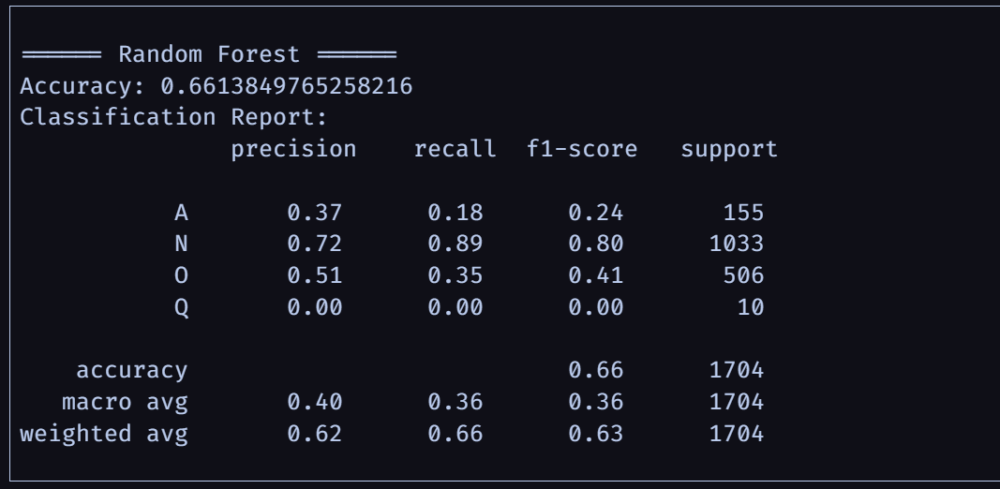 ====== Random Forest ======
Accuracy: 0.6613849765258216
Classification Report:
precision recall f1-score support
A 0.37 0.18 0.24 155
N 0.72 0.89 0.80 1033
O 0.51 0.35 0.41 506
Q 0.00 0.00 0.00 10
accuracy 0.66 1704
macro avg 0.40 0.36 0.36 1704
weighted avg 0.62 0.66 0.63 1704